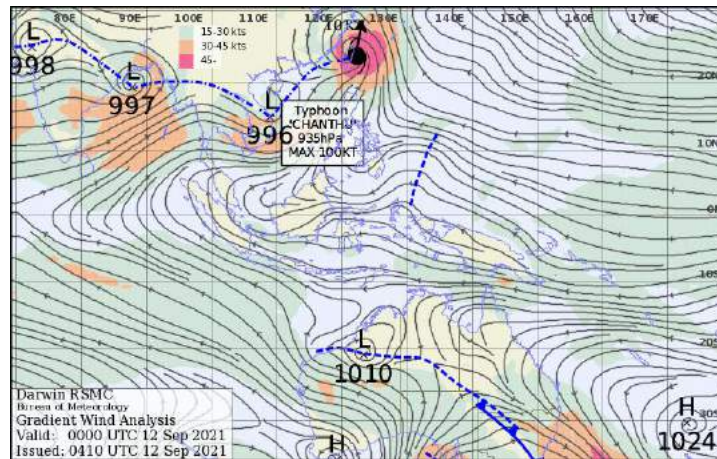 80E 90E 100E 110E 120E 130E 140E 150E 160E 170E
15-30 kts
30-45 kts
45-
L
998
L
997
L
996
Typhoon
"CHANTHU"
935hPa
MAX 100KT
10N
10S
L
1010
H
H
1024
Darwin RSMC
Bureau of Meteorology
Gradient Wind Analysis
Valid: 0000 UTC 12 Sep 2021
Issued: 0410 UTC 12 Sep 2021